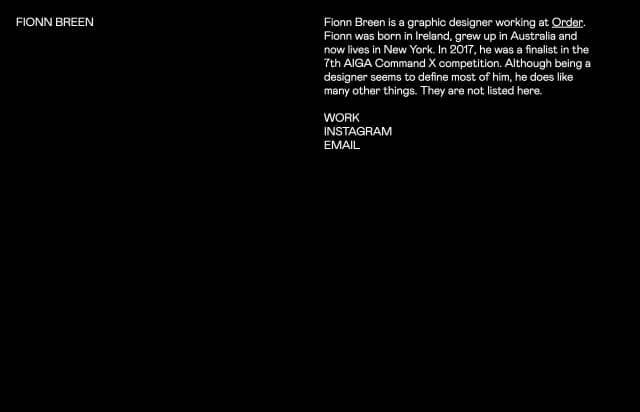 FIONN BREEN
Fionn Breen is a graphic designer working at Order.
Fionn was born in Ireland, grew up in Australia and
now lives in New York. In 2017, he was a finalist in the
7th AIGA Command X competition. Although being a
designer seems to define most of him, he does like
many other things. They are not listed here.
WORK
INSTAGRAM
EMAIL